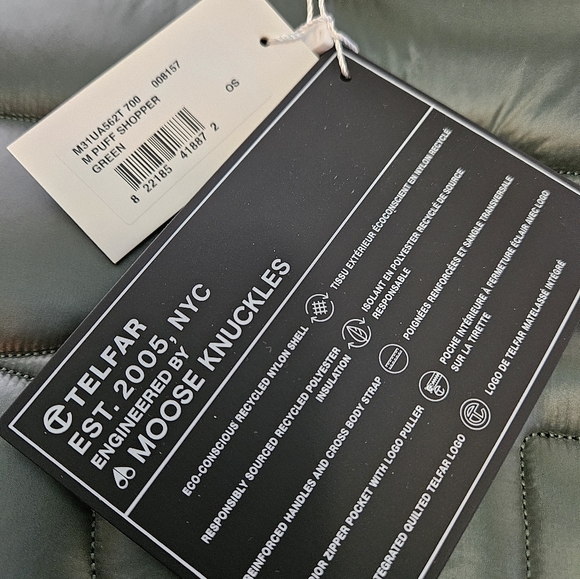 M31UA562T 700 008157
M PUFF SHOPPER
GREEN OS
8 22185 41887 2
TELFAR
EST. 2005, NYC
ENGINEERED BY
MOOSE KNUCKLES
ECO-CONSCIOUS RECYCLED NYLON SHELL
TISSU EXTÉRIEUR ÉCOCONSCIENT EN NYLON RECYCLÉ
RESPONSIBLY SOURCED RECYCLED POLYESTER
INSULATION
ISOLANT EN POLYESTER RECYCLÉ DE SOURCE
RESPONSABLE
REINFORCED HANDLES AND CROSS BODY STRAP
POIGNÉES RENFORCÉES ET SANGLE TRANSVERSALE
ZIPPER POCKET WITH LOGO PULLER
POCHE INTÉRIEURE À FERMETURE ÉCLAIR AVEC LOGO
SUR LA TIRETTE
QUILTED TELFAR LOGO
LOGO DE TELFAR MATELASSÉ INTÉGRÉ